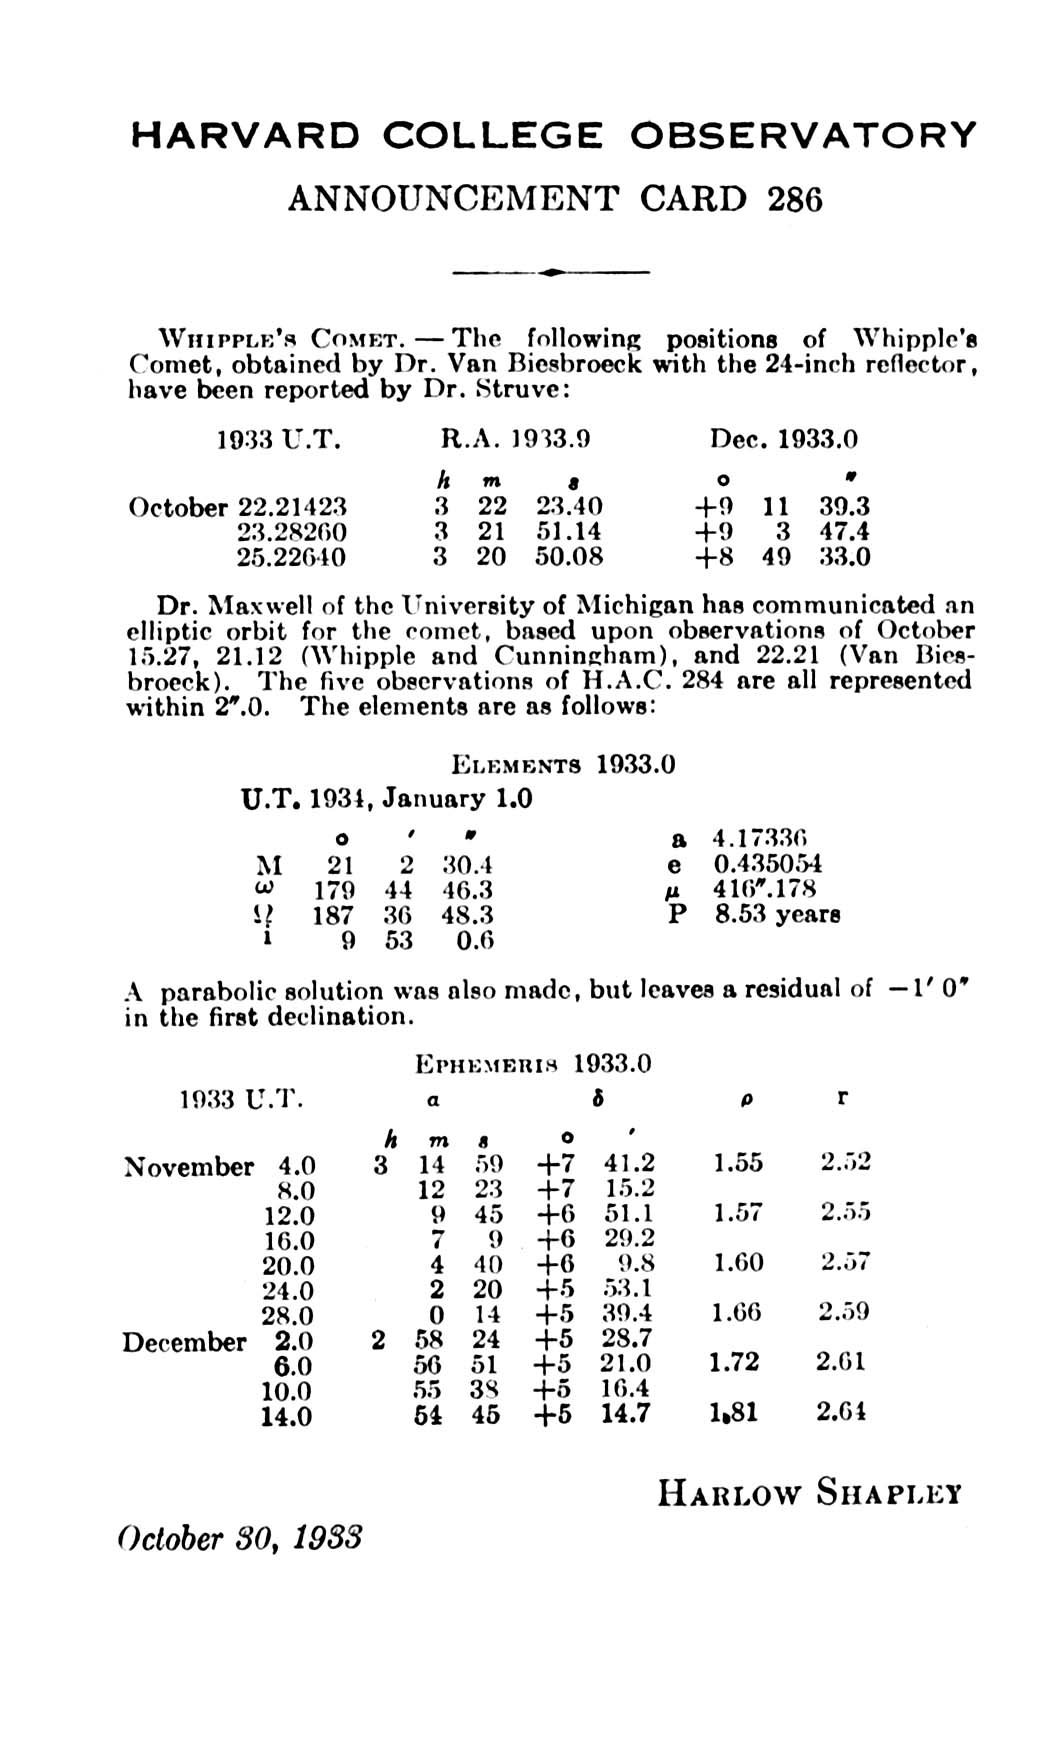 HARVARD COLLEGE OBSERVATORY
ANNOUNCEMENT CARD 286
WHIPPLE'S COMET. — The following positions of Whipple's
Comet, obtained by Dr. Van Biesbroeck with the 24-inch reflector,
have been reported by Dr. Struve:
1933 U.T. R.A. 1933.9 Dec. 1933.0
h m s o "
October 22.21423 3 22 23.40 +9 11 39.3
23.28260 3 21 51.14 +9 3 47.4
25.22640 3 20 50.08 +8 49 33.0
Dr. Maxwell of the University of Michigan has communicated an
elliptic orbit for the comet, based upon observations of October
15.27, 21.12 (Whipple and Cunningham), and 22.21 (Van Bies-
broeck). The five observations of H.A.C. 284 are all represented
within 2".0. The elements are as follows:
ELEMENTS 1933.0
U.T. 1934, January 1.0
o ' "
M 21 2 30.4 a 4.17336
ω 179 44 46.3 e 0.435054
Ω 187 36 48.3 μ 416".178
i 9 53 0.6 P 8.53 years
A parabolic solution was also made, but leaves a residual of −1' 0"
in the first declination.
EPHEMERIS 1933.0
1933 U.T. α δ ρ r
h m s o '
November 4.0 3 14 59 +7 41.2 1.55 2.52
8.0 12 23 +7 15.2
12.0 9 45 +6 51.1 1.57 2.55
16.0 7 9 +6 29.2
20.0 4 40 +6 9.8 1.60 2.57
24.0 2 20 +5 53.1
28.0 0 14 +5 39.4 1.66 2.59
December 2.0 2 58 24 +5 28.7
6.0 56 51 +5 21.0 1.72 2.61
10.0 55 38 +5 16.4
14.0 54 45 +5 14.7 1.81 2.64
HARLOW SHAPLEY
October 30, 1933